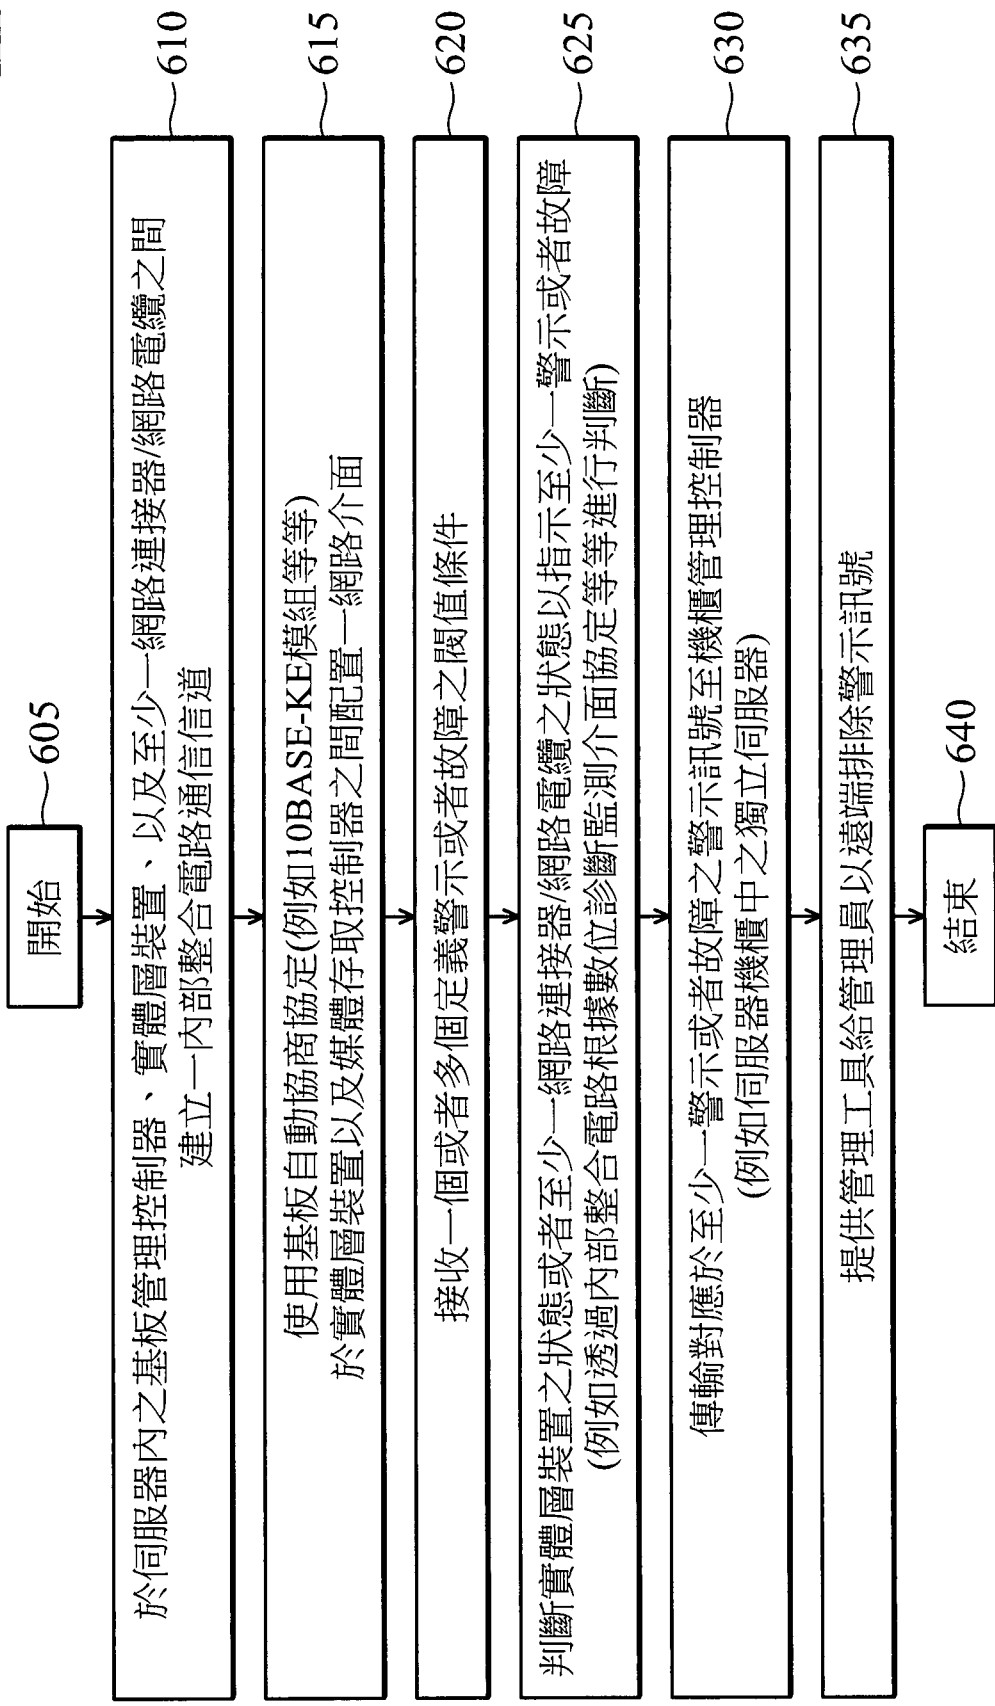 開始
605
於伺服器內之基板管理控制器、實體層裝置、以及至少一網路連接器/網路電纜之間
建立一內部整合電路通信信道
610
使用基板自動協商協定(例如10BASE-KE模組等等)
於實體層裝置以及媒體存取控制器之間配置一網路介面
615
接收一個或者多個定義警示或者故障之閥值條件
620
判斷實體層裝置之狀態或者至少一網路連接器/網路電纜之狀態以指示至少一警示或者故障
(例如透過內部整合電路根據數位診斷監測介面協定等等進行判斷)
625
傳輸對應於至少一警示或者故障之警示訊號至機櫃管理控制器
(例如伺服器機櫃中之獨立伺服器)
630
提供管理工具給管理員以遠端排除警示訊號
635
結束
640